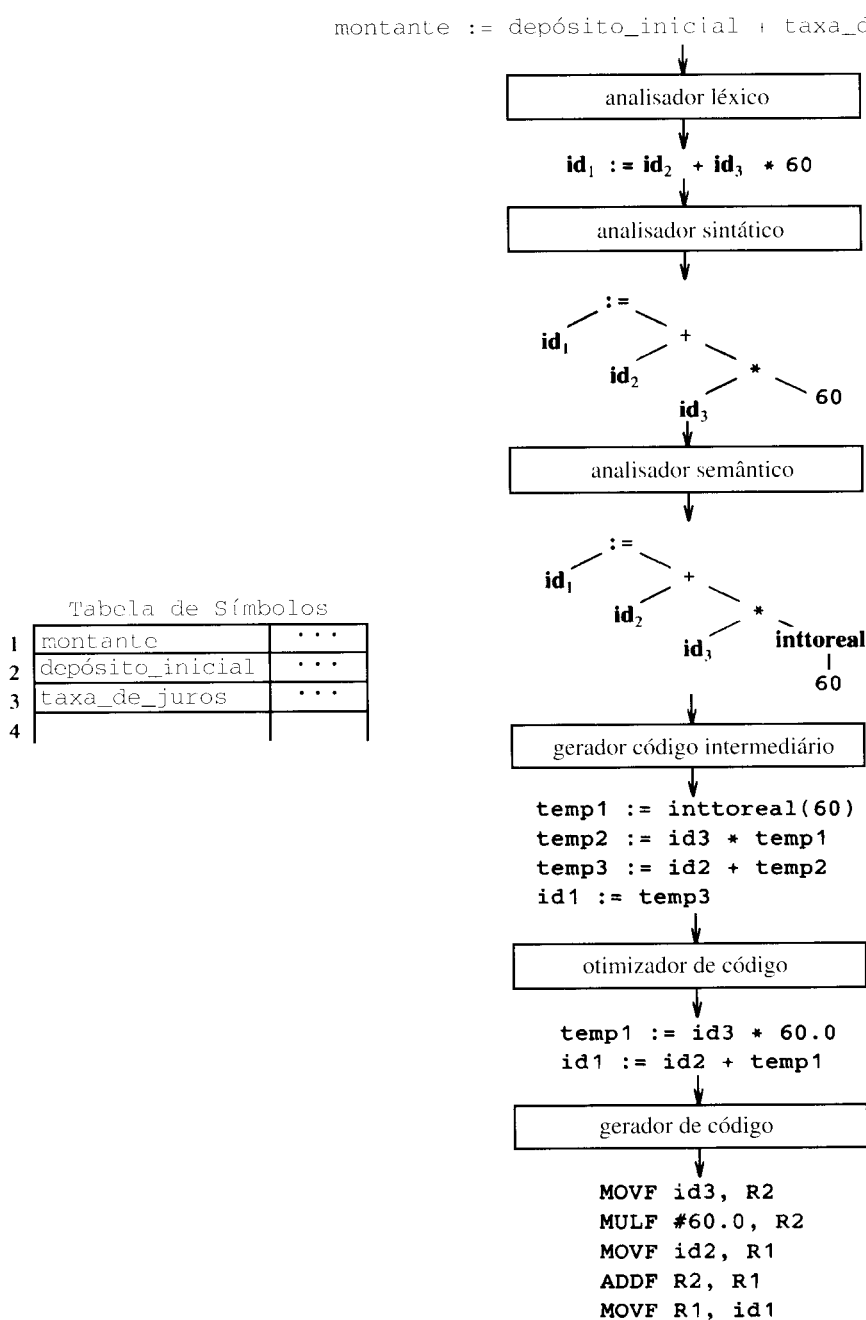 montante := depósito_inicial + taxa_d
analisador léxico
id₁ := id₂ + id₃ * 60
analisador sintático
:=
id₁ +
id₂ *
id₃ 60
analisador semântico
:=
id₁ +
id₂ *
id₃ inttoreal
60
Tabela de Símbolos
1 montante ...
2 depósito_inicial ...
3 taxa_de_juros ...
4
gerador código intermediário
temp1 := inttoreal(60)
temp2 := id3 * temp1
temp3 := id2 + temp2
id1 := temp3
otimizador de código
temp1 := id3 * 60.0
id1 := id2 + temp1
gerador de código
MOVF id3, R2
MULF #60.0, R2
MOVF id2, R1
ADDF R2, R1
MOVF R1, id1